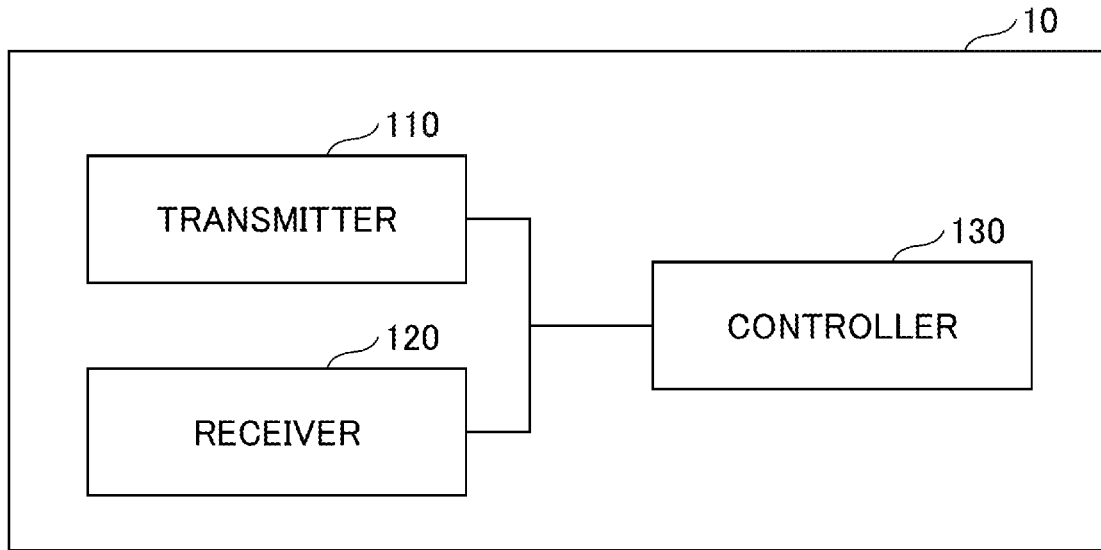 10
110
TRANSMITTER
130
CONTROLLER
120
RECEIVER